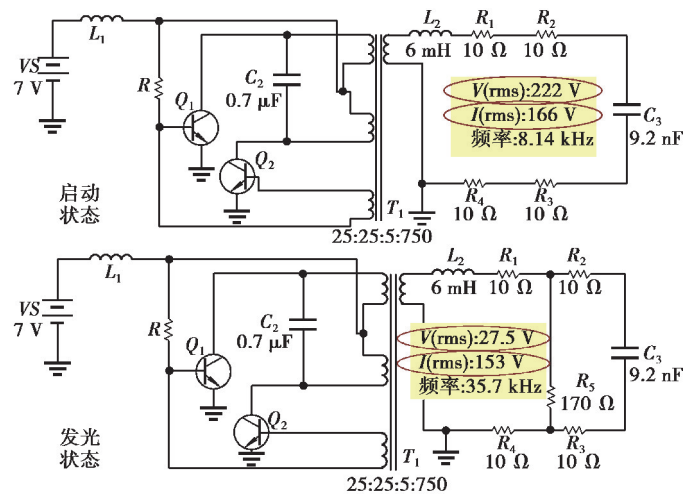 L₂ R₁ R₂
L₁
6 mH 10 Ω 10 Ω
VS
7 V
R
Q₁
C₂
0.7 μF
V(rms):222 V
I(rms):166 V
频率:8.14 kHz
C₃
9.2 nF
Q₂
启动
状态
T₁
R₄ R₃
10 Ω 10 Ω
25:25:5:750
L₂ R₁ R₂
L₁
6 mH 10 Ω 10 Ω
VS
7 V
R
Q₁
C₂
0.7 μF
V(rms):27.5 V
I(rms):153 V
频率:35.7 kHz
C₃
9.2 nF
R₅
170 Ω
Q₂
发光
状态
T₁
R₄ R₃
10 Ω 10 Ω
25:25:5:750